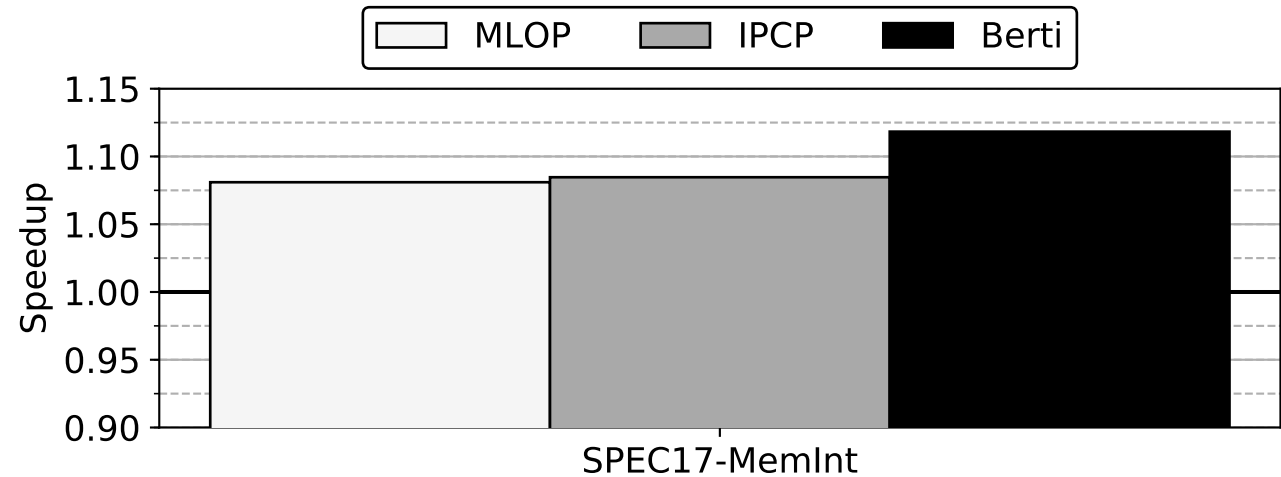 MLOP IPCP Berti
1.15
1.10
1.05
1.00
0.95
0.90
Speedup
SPEC17-MemInt